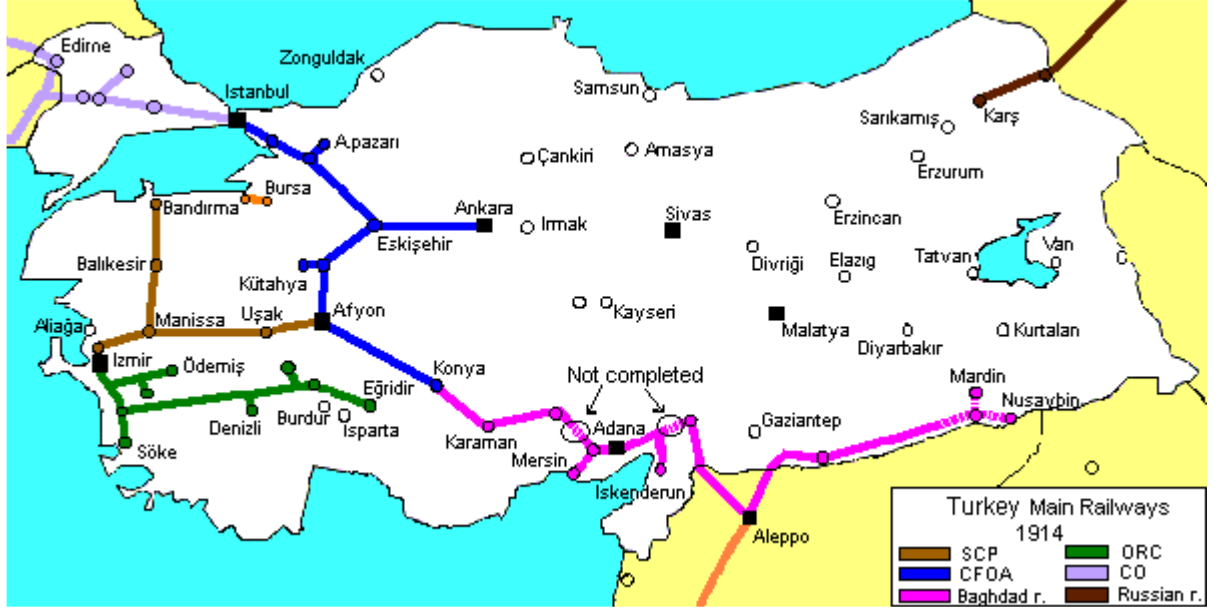 Edirne
Zonguldak
Istanbul
Samsun
Sarıkamış
Karş
A.pazarı
Çankiri
Amasya
Erzurum
Bursa
Bandırma
Ankara
Irmak
Sivas
Erzincan
Eskişehir
Balıkesir
Kütahya
Divriği
Elazıg
Tatvan
Van
Aliağa
Manissa
Uşak
Afyon
Kayseri
Malatya
Diyarbakır
Kurtalan
Izmir
Ödemiş
Konya
Not completed
Mardin
Eğridir
Nusaybin
Denizli
Burdur
Isparta
Karaman
Adana
Gaziantep
Söke
Mersin
Iskenderun
Aleppo
Turkey Main Railways
1914
SCP ORC
CFOA CO
Baghdad r. Russian r.